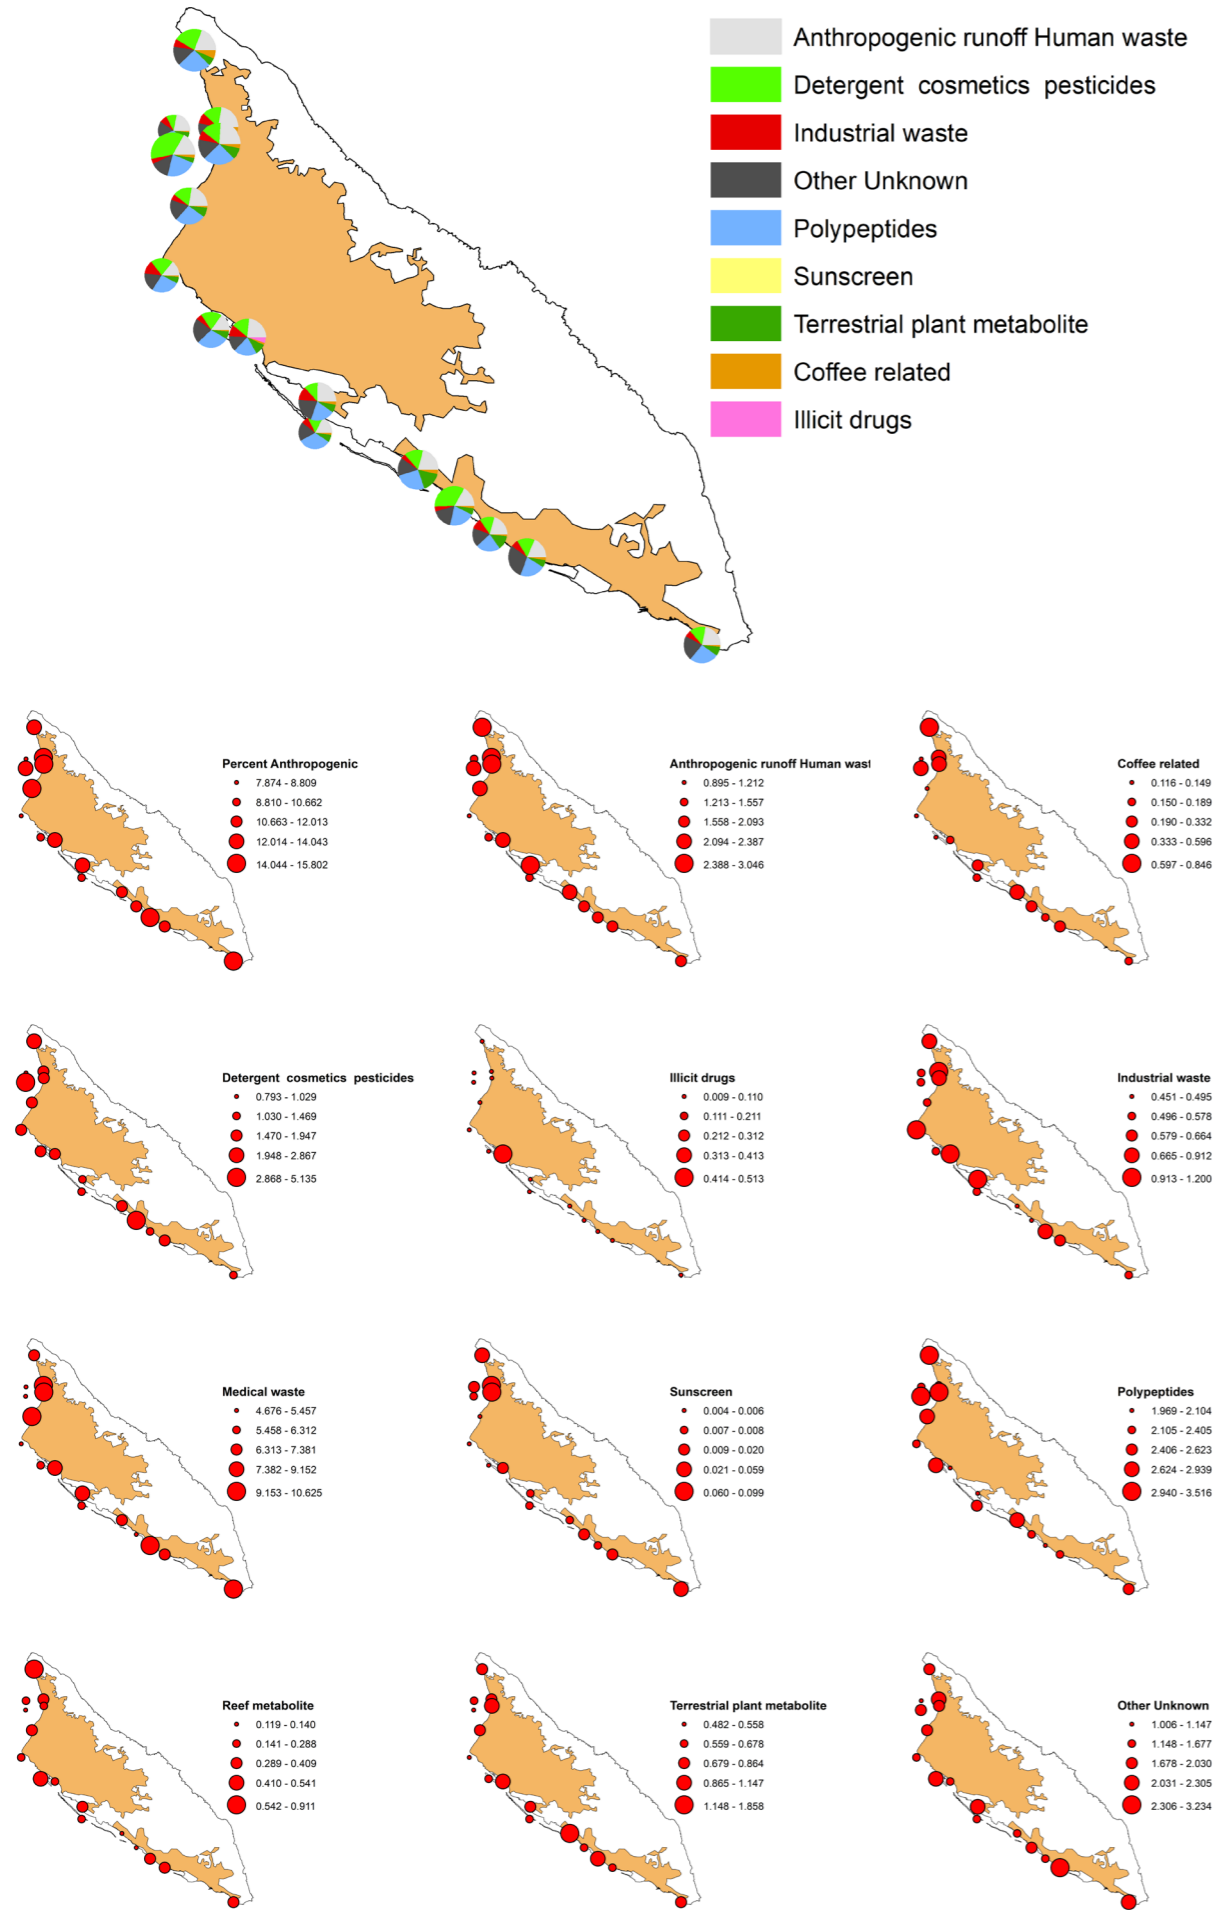 Anthropogenic runoff Human waste
Detergent cosmetics pesticides
Industrial waste
Other Unknown
Polypeptides
Sunscreen
Terrestrial plant metabolite
Coffee related
Illicit drugs
Percent Anthropogenic
7.874 - 8.809
8.810 - 10.662
10.663 - 12.013
12.014 - 14.043
14.044 - 15.802
Anthropogenic runoff Human wast
0.895 - 1.212
1.213 - 1.557
1.558 - 2.093
2.094 - 2.387
2.388 - 3.046
Coffee related
0.116 - 0.149
0.150 - 0.189
0.190 - 0.332
0.333 - 0.596
0.597 - 0.846
Detergent cosmetics pesticides
0.793 - 1.029
1.030 - 1.469
1.470 - 1.947
1.948 - 2.867
2.868 - 5.135
Illicit drugs
0.009 - 0.110
0.111 - 0.211
0.212 - 0.312
0.313 - 0.413
0.414 - 0.513
Industrial waste
0.451 - 0.495
0.496 - 0.578
0.579 - 0.664
0.665 - 0.912
0.913 - 1.200
Medical waste
4.676 - 5.457
5.458 - 6.312
6.313 - 7.381
7.382 - 9.152
9.153 - 10.625
Sunscreen
0.004 - 0.006
0.007 - 0.008
0.009 - 0.020
0.021 - 0.059
0.060 - 0.099
Polypeptides
1.969 - 2.104
2.105 - 2.405
2.406 - 2.623
2.624 - 2.939
2.940 - 3.516
Reef metabolite
0.119 - 0.140
0.141 - 0.288
0.289 - 0.409
0.410 - 0.541
0.542 - 0.911
Terrestrial plant metabolite
0.482 - 0.558
0.559 - 0.678
0.679 - 0.864
0.865 - 1.147
1.148 - 1.858
Other Unknown
1.006 - 1.147
1.148 - 1.677
1.678 - 2.030
2.031 - 2.305
2.306 - 3.234